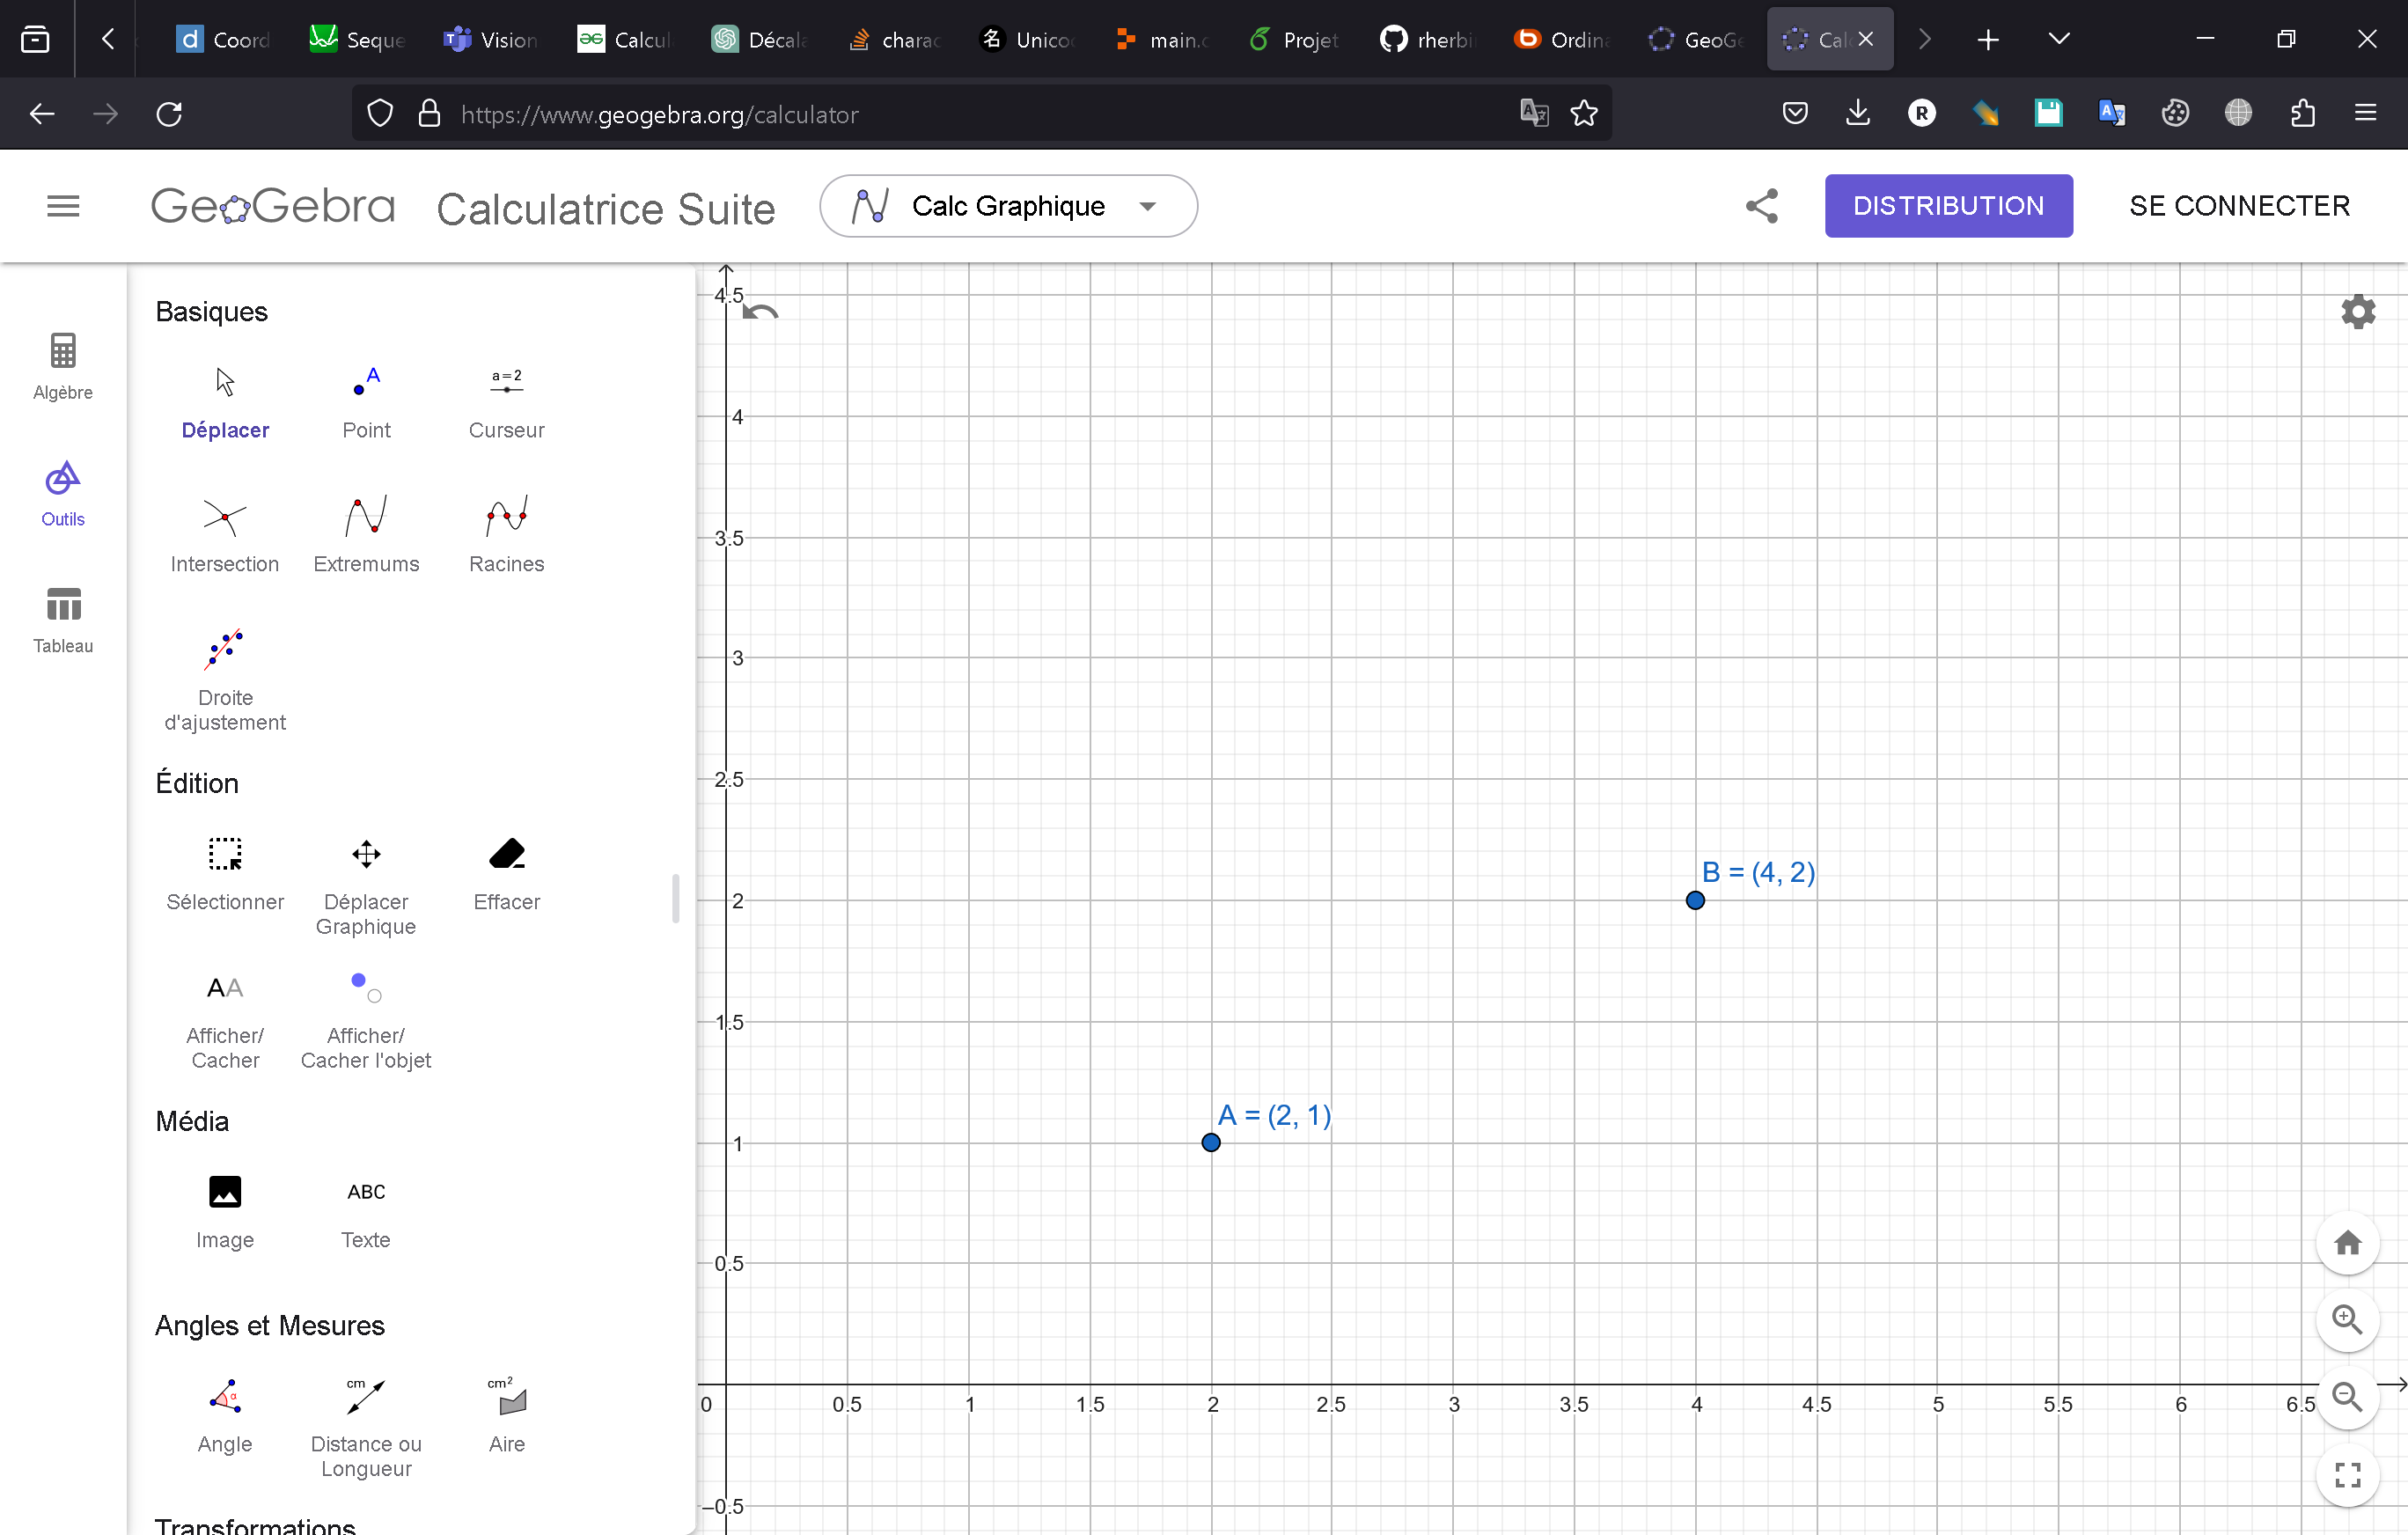 Coord Seque Vision Calcul Décala charac Unico main.c Projet rherbi Ordina GeoGe Calc
https://www.geogebra.org/calculator
GeoGebra Calculatrice Suite Calc Graphique DISTRIBUTION SE CONNECTER
Algèbre
Outils
Tableau
Basiques
A a=2
Déplacer Point Curseur
Intersection Extremums Racines
Droite
d'ajustement
Édition
Sélectionner Déplacer Effacer
Graphique
AA
Afficher/ Afficher/
Cacher Cacher l'objet
Média
ABC
Image Texte
Angles et Mesures
α cm cm²
Angle Distance ou Aire
Longueur
Transformations
4.5
4
3.5
3
2.5
B = (4, 2)
2
1.5
A = (2, 1)
1
0.5
0 0.5 1 1.5 2 2.5 3 3.5 4 4.5 5 5.5 6 6.5
–0.5